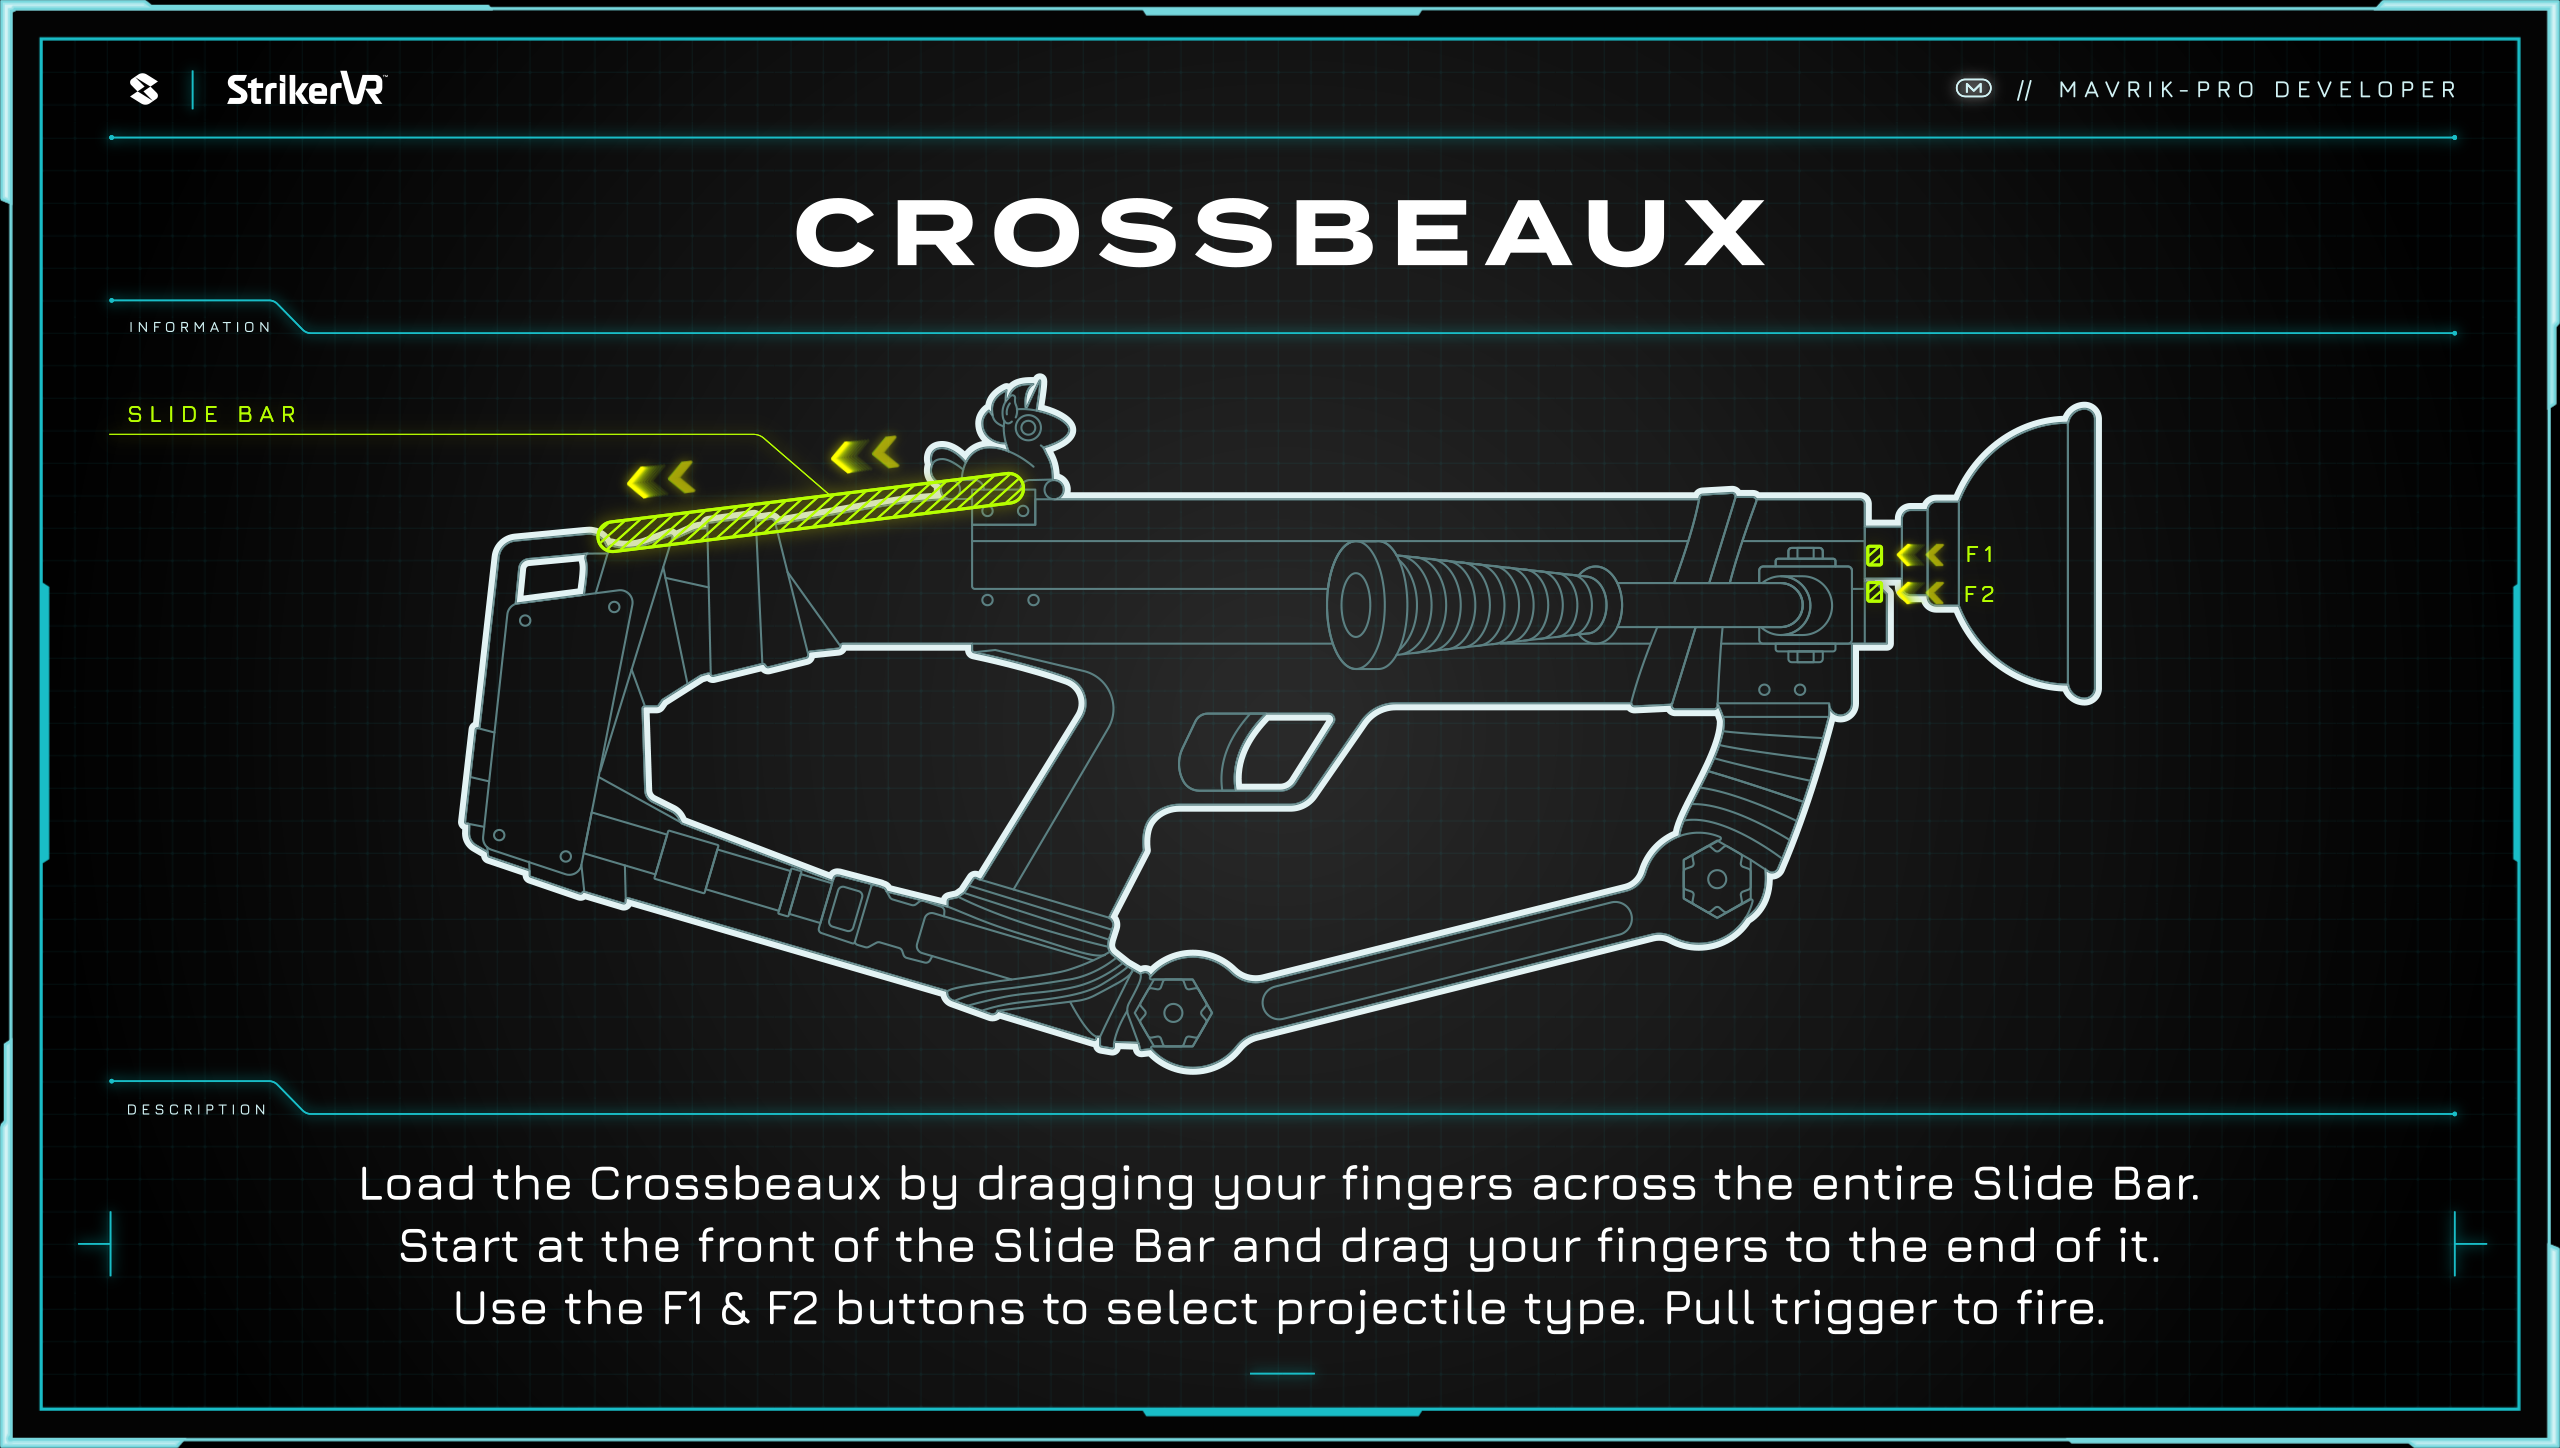 StrikerVR™
M // MAVRIK-PRO DEVELOPER
CROSSBEAUX
INFORMATION
SLIDE BAR
F1
F2
DESCRIPTION
Load the Crossbeaux by dragging your fingers across the entire Slide Bar.
Start at the front of the Slide Bar and drag your fingers to the end of it.
Use the F1 & F2 buttons to select projectile type. Pull trigger to fire.